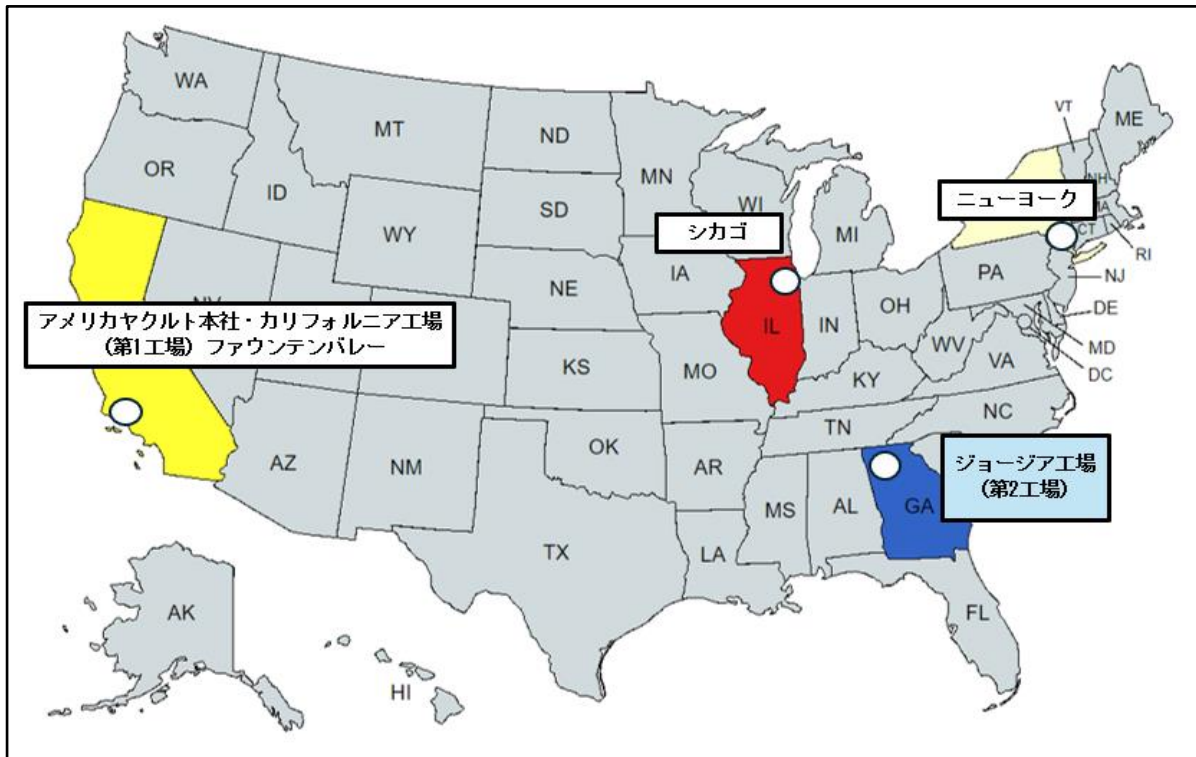 WA
MT
ND
MN
VT
ME
OR
ID
SD
WI
ニューヨーク
NH
MA
シカゴ
WY
MI
CT
RI
IA
PA
NJ
NE
OH
DE
アメリカヤクルト本社・カリフォルニア工場
(第1工場) ファウンテンバレー
NV
IL
IN
WV
MD
DC
VA
KS
MO
KY
NC
TN
OK
AZ
NM
AR
ジョージア工場
(第2工場)
MS
AL
GA
TX
LA
FL
AK
HI